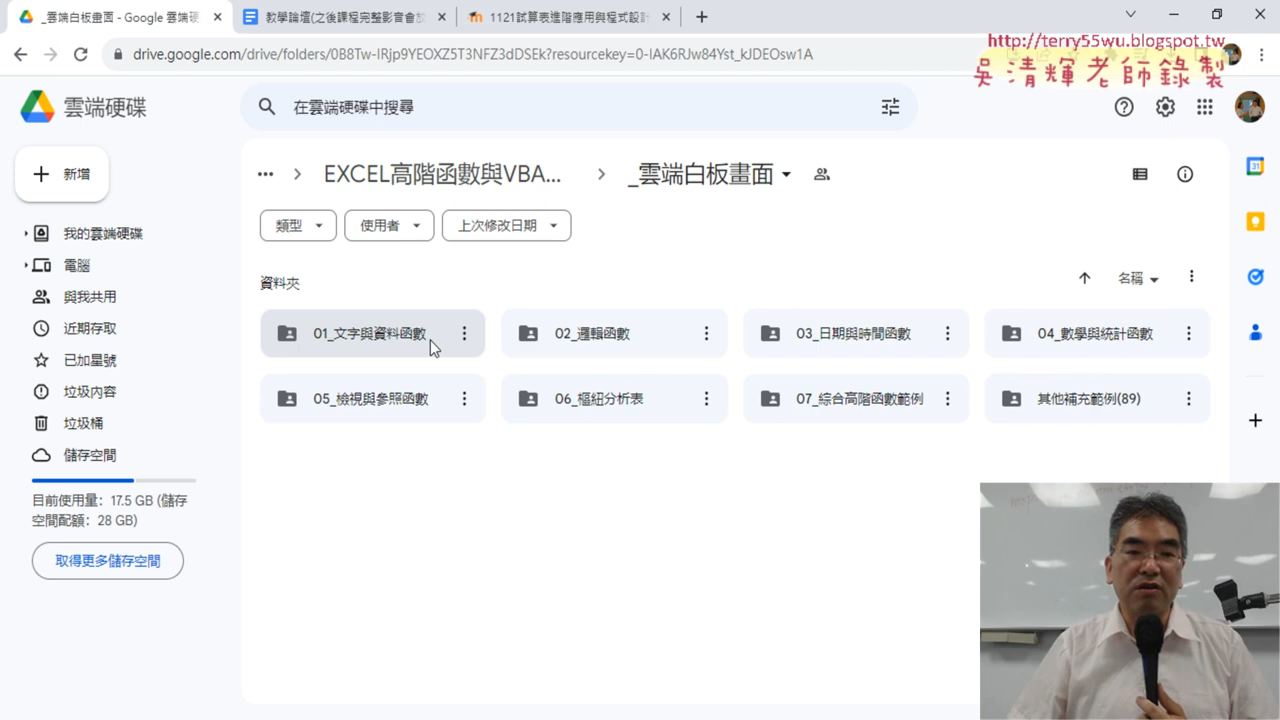 _雲端白板畫面 - Google 雲端硬
教學論壇(之後課程完整影音會放
1121試算表進階應用與程式設計
drive.google.com/drive/folders/0B8Tw-lRjp9YEOXZ5T3NFZ3dDSEk?resourcekey=0-IAK6RJw84Yst_kJDEOsw1A
http://terry55wu.blogspot.tw
吳清輝老師錄製
雲端硬碟
在雲端硬碟中搜尋
新增
EXCEL高階函數與VBA...
_雲端白板畫面
類型
使用者
上次修改日期
我的雲端硬碟
電腦
與我共用
近期存取
已加星號
垃圾內容
垃圾桶
儲存空間
目前使用量：17.5 GB (儲存
空間配額：28 GB)
取得更多儲存空間
資料夾
名稱
01_文字與資料函數
02_邏輯函數
03_日期與時間函數
04_數學與統計函數
05_檢視與參照函數
06_樞紐分析表
07_綜合高階函數範例
其他補充範例(89)
31